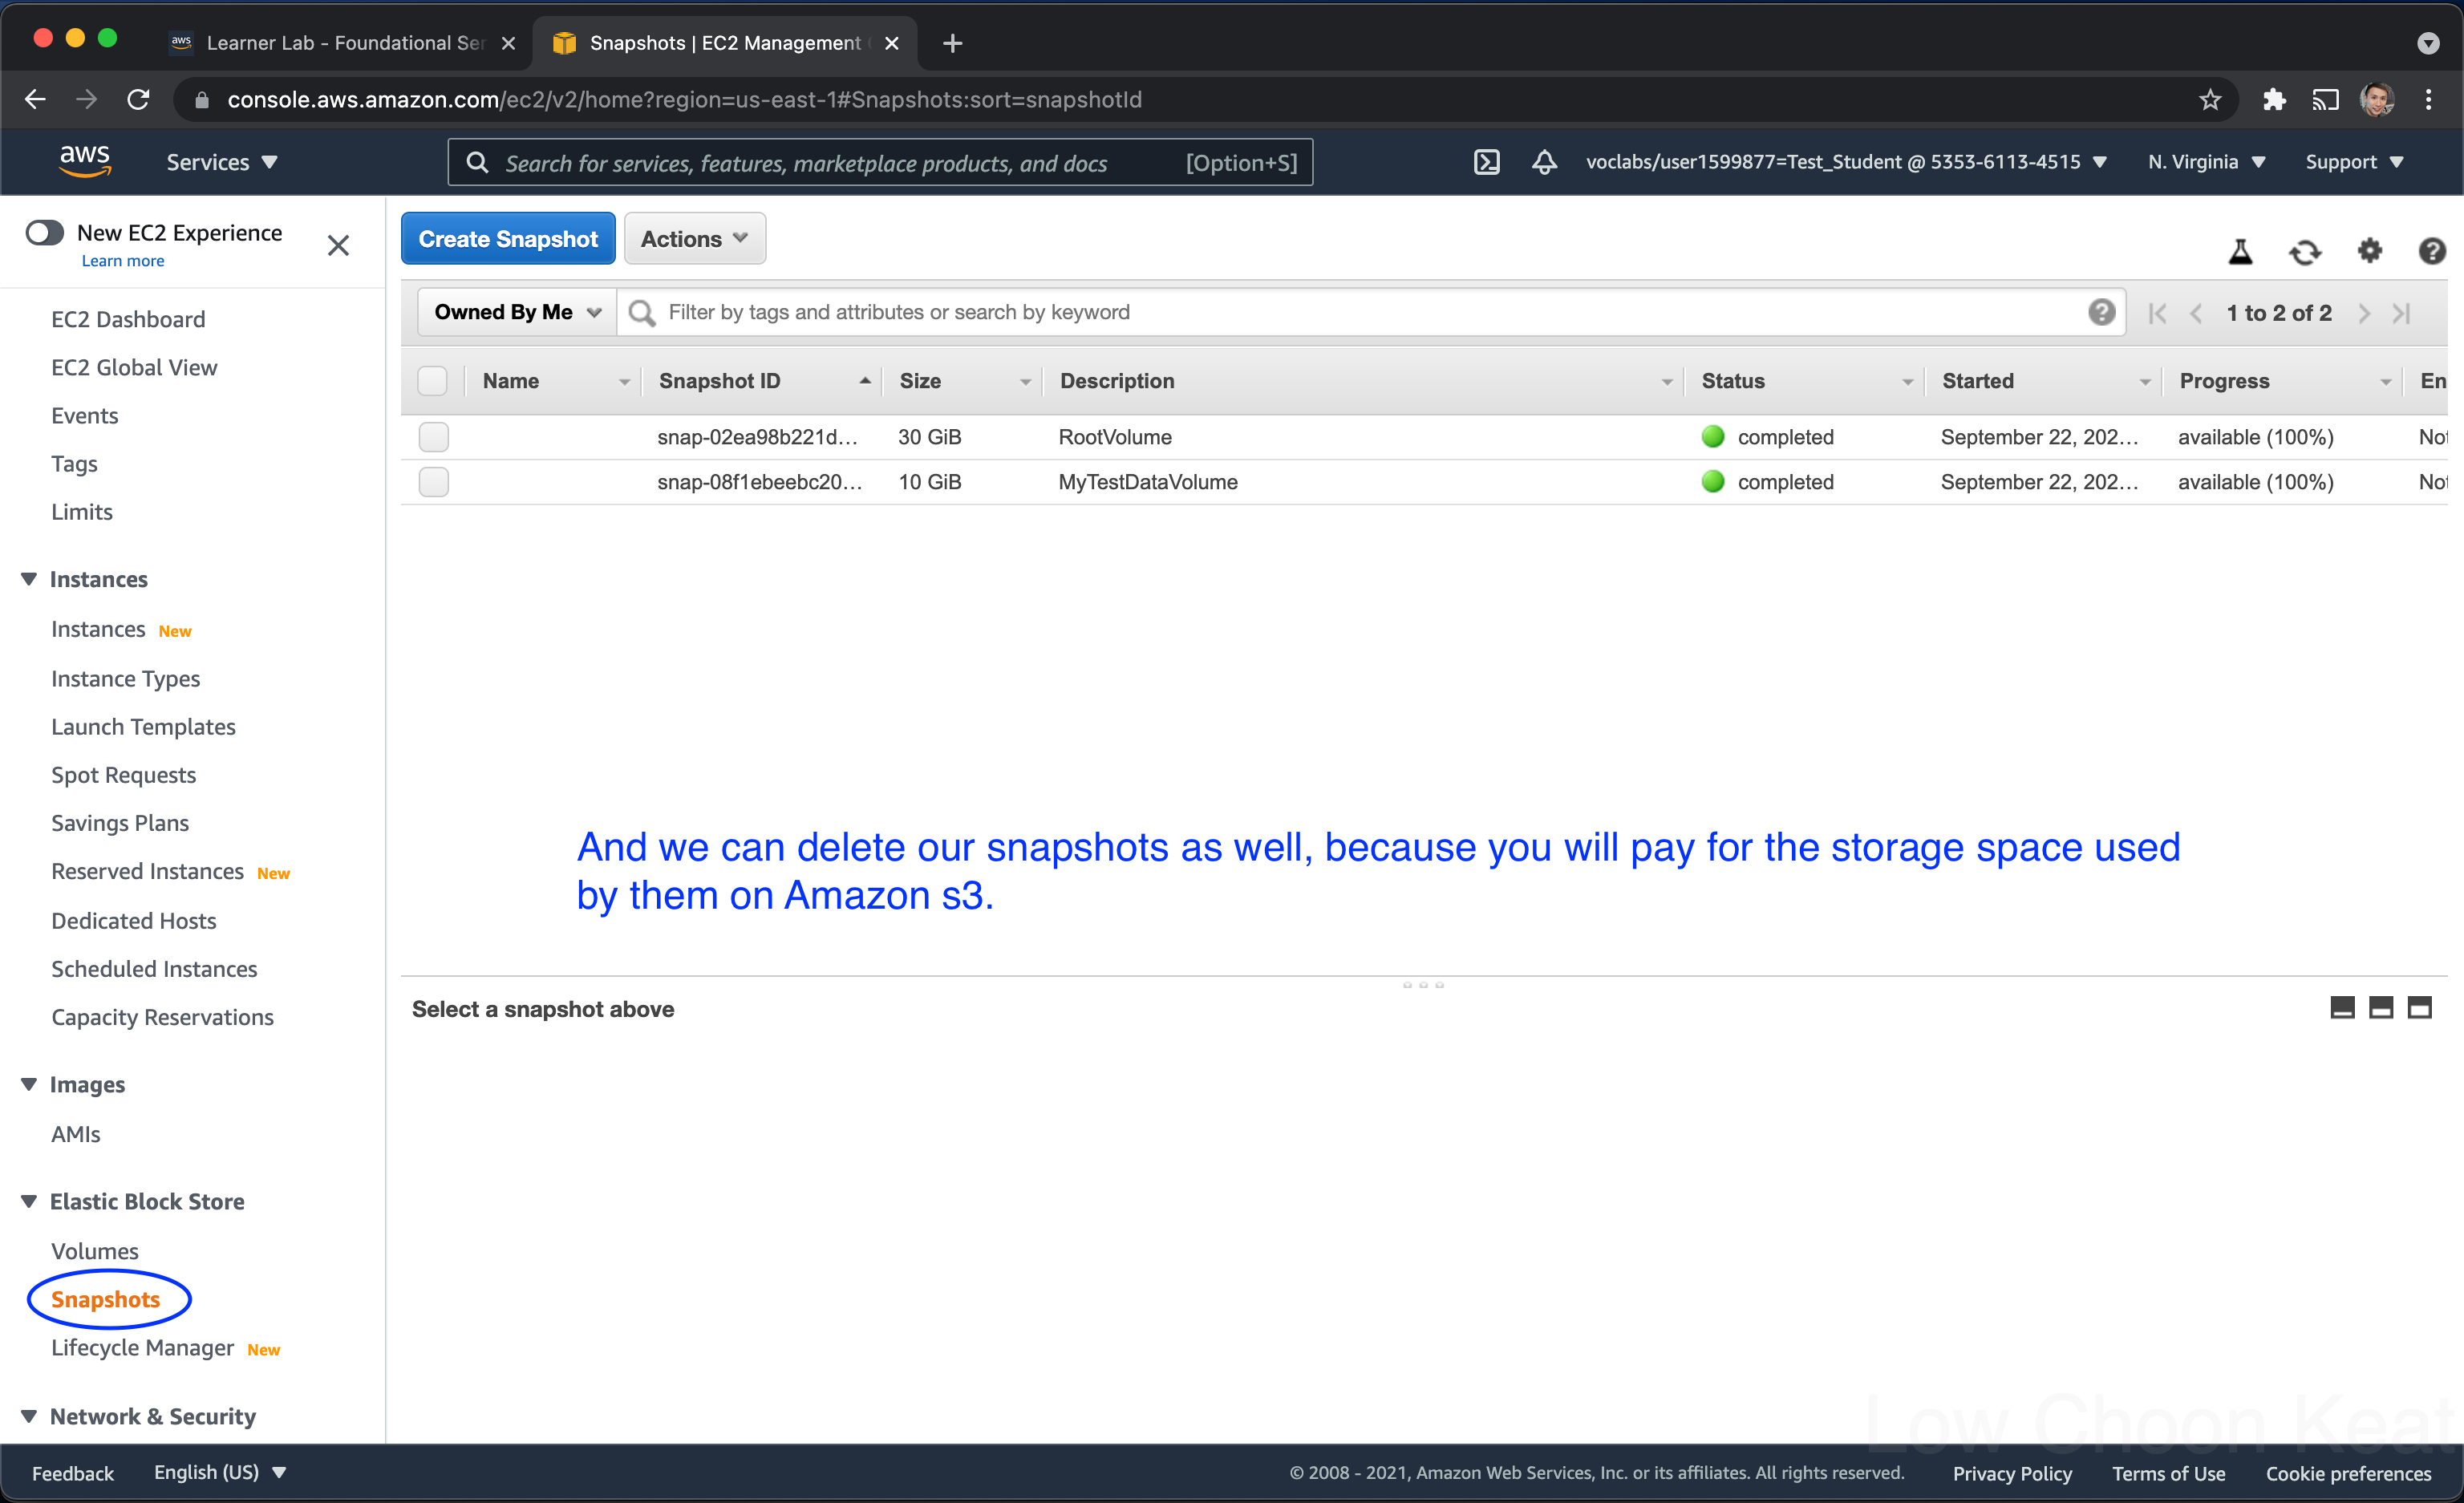 aws Learner Lab - Foundational Ser
Snapshots | EC2 Management
console.aws.amazon.com/ec2/v2/home?region=us-east-1#Snapshots:sort=snapshotId
aws Services Search for services, features, marketplace products, and docs [Option+S] voclabs/user1599877=Test_Student @ 5353-6113-4515 N. Virginia Support
New EC2 Experience
Learn more
EC2 Dashboard
EC2 Global View
Events
Tags
Limits
Instances
Instances New
Instance Types
Launch Templates
Spot Requests
Savings Plans
Reserved Instances New
Dedicated Hosts
Scheduled Instances
Capacity Reservations
Images
AMIs
Elastic Block Store
Volumes
Snapshots
Lifecycle Manager New
Network & Security
Create Snapshot Actions
Owned By Me Filter by tags and attributes or search by keyword 1 to 2 of 2
Name Snapshot ID Size Description Status Started Progress En
snap-02ea98b221d... 30 GiB RootVolume completed September 22, 202... available (100%) Not
snap-08f1ebeebc20... 10 GiB MyTestDataVolume completed September 22, 202... available (100%) Not
And we can delete our snapshots as well, because you will pay for the storage space used
by them on Amazon s3.
Select a snapshot above
Low Choon Keat
Feedback English (US) © 2008 - 2021, Amazon Web Services, Inc. or its affiliates. All rights reserved. Privacy Policy Terms of Use Cookie preferences